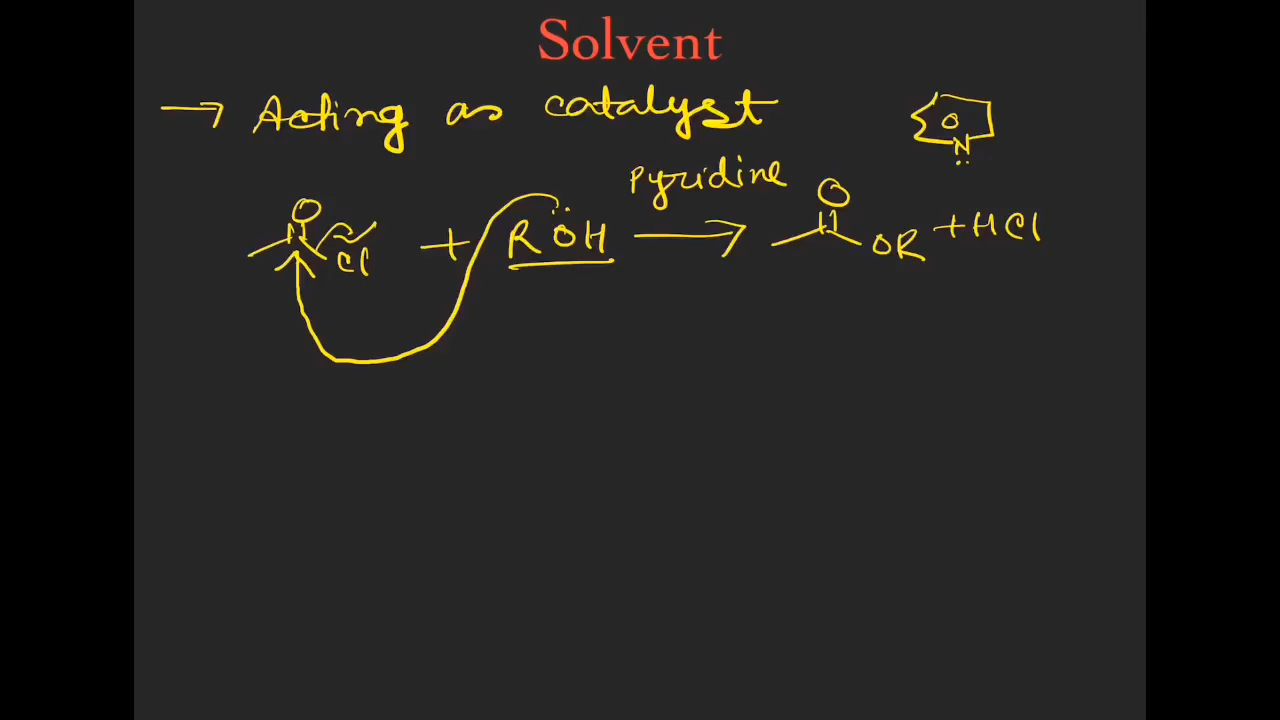 Solvent
→ Acting as catalyst
O
N
Pyridine
O
Cl + ROH → O
OR + HCl